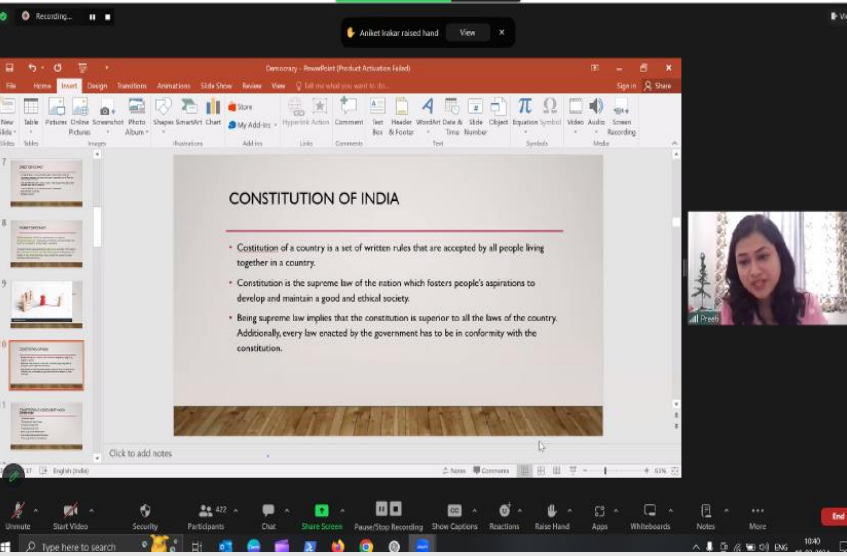 Recording...
Aniket Irakar raised hand
View
Democracy - PowerPoint (Product Activation Failed)
File Home Insert Design Transitions Animations Slide Show Review View Tell me what you want to do...
Sign in Share
New Slide
Table
Pictures
Online Pictures
Screenshot
Photo Album
Shapes
SmartArt
Chart
Store
My Add-ins
Hyperlink
Action
Comment
Text Box
Header & Footer
WordArt
Date & Time
Slide Number
Object
Equation
Symbol
Video
Audio
Screen Recording
Slides Tables Images Illustrations Add-ins Links Comments Text Symbols Media
7
8
9
CONSTITUTION OF INDIA
• Costitution of a country is a set of written rules that are accepted by all people living
together in a country.
• Constitution is the supreme law of the nation which fosters people's aspirations to
develop and maintain a good and ethical society.
• Being supreme law implies that the constitution is superior to all the laws of the country.
Additionally, every law enacted by the government has to be in conformity with the
constitution.
Preeti
Click to add notes
English (India)
Notes Comments
63%
422
Unmute Start Video Security Participants Chat Share Screen Pause/Stop Recording Show Captions Reactions Raise Hand Apps Whiteboards Notes More End
Type here to search
ENG
10:40